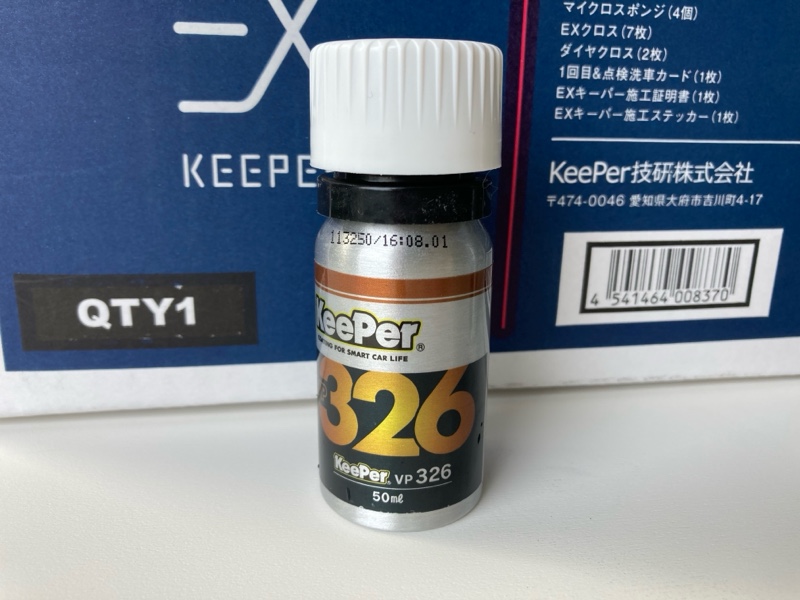 EX
KEEPE
QTY1
マイクロスポンジ(4個)
EXクロス(7枚)
ダイヤクロス(2枚)
1回目&点検洗車カード(1枚)
EXキーパー施工証明書(1枚)
EXキーパー施工ステッカー(1枚)
KeePer技研株式会社
〒474-0046 愛知県大府市吉川町4-17
4 541464 008370
113250/16:08.01
KeePer®
FOR SMART CAR LIFE
326
KeePer VP 326
50ml